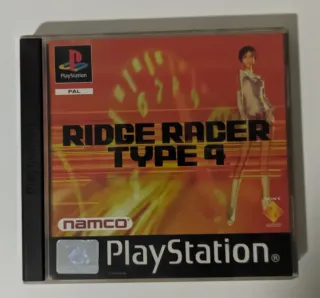 PlayStation
PAL
RIDGE RACER
TYPE 4
namco
PlayStation